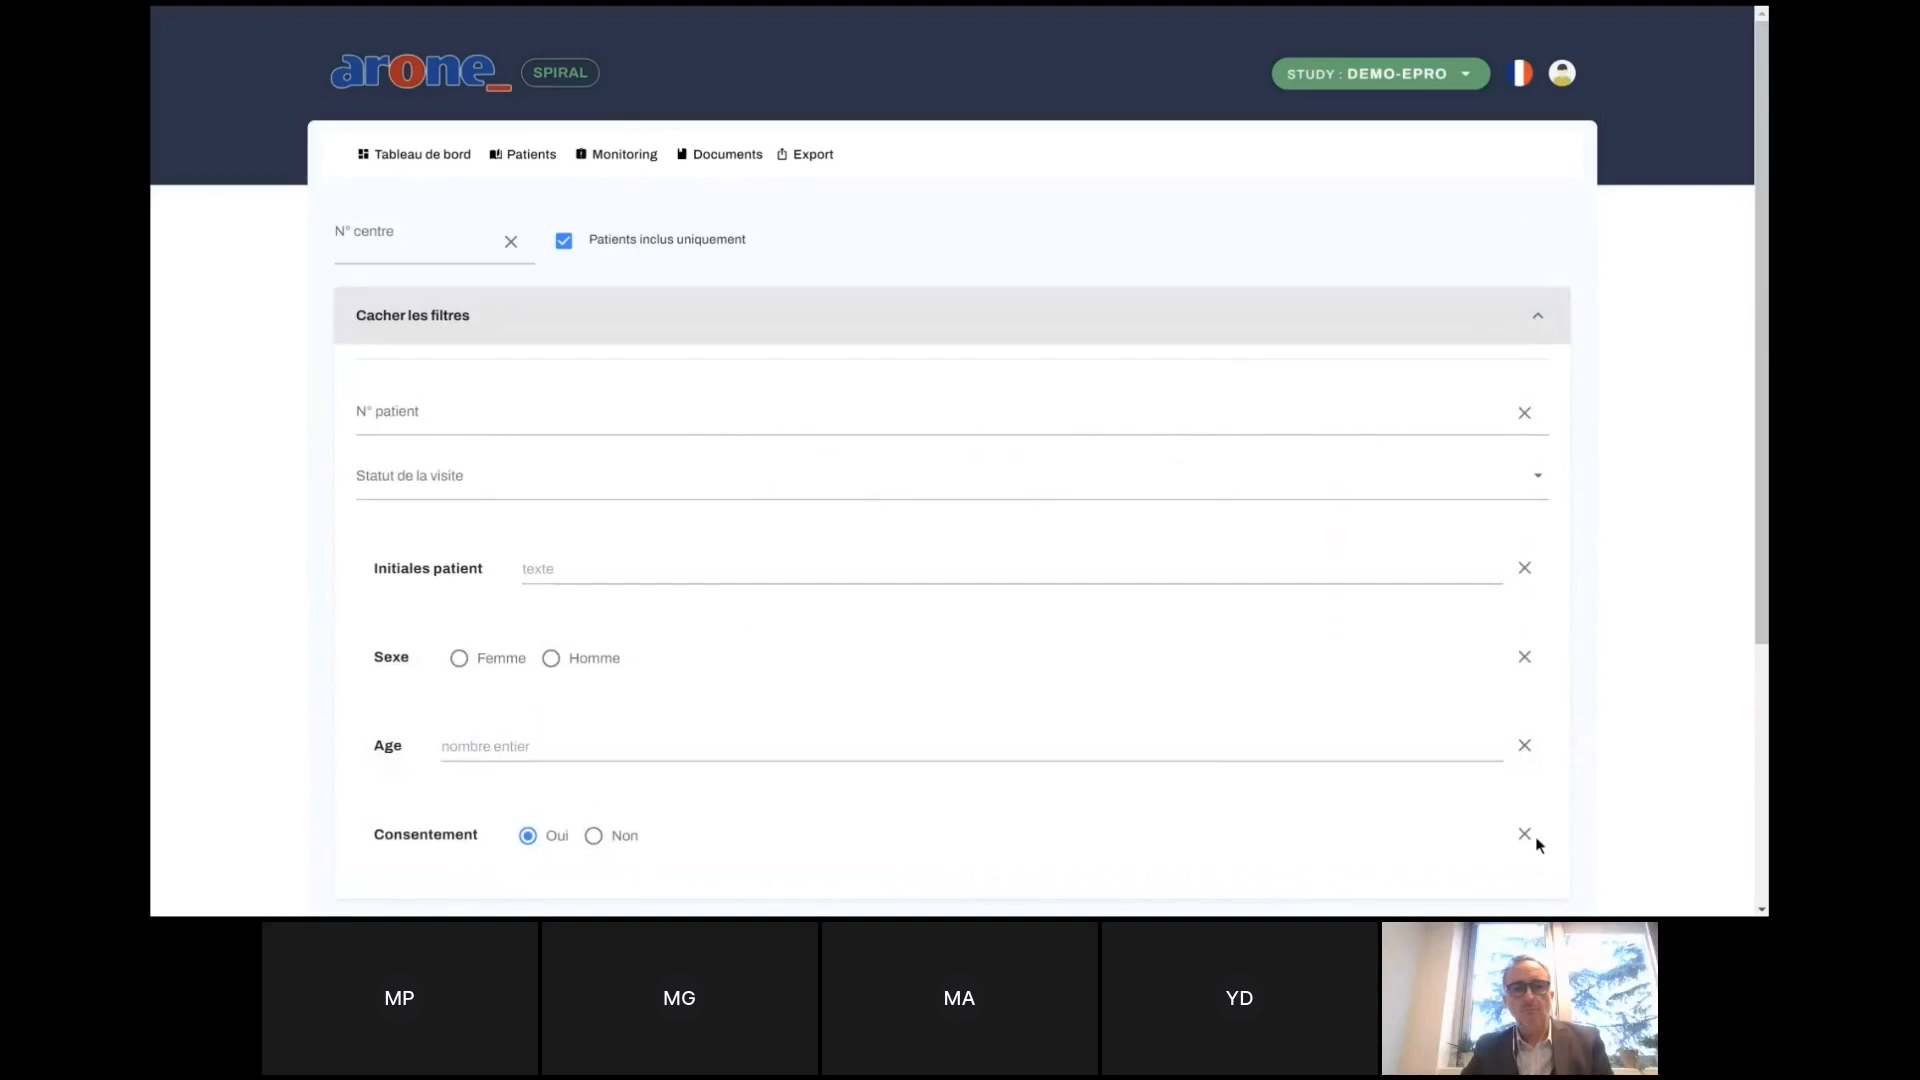 arone_ SPIRAL STUDY : DEMO-EPRO
Tableau de bord Patients Monitoring Documents Export
N° centre
Patients inclus uniquement
Cacher les filtres
N° patient
Statut de la visite
Initiales patient texte
Sexe Femme Homme
Age nombre entier
Consentement Oui Non
MP MG MA YD